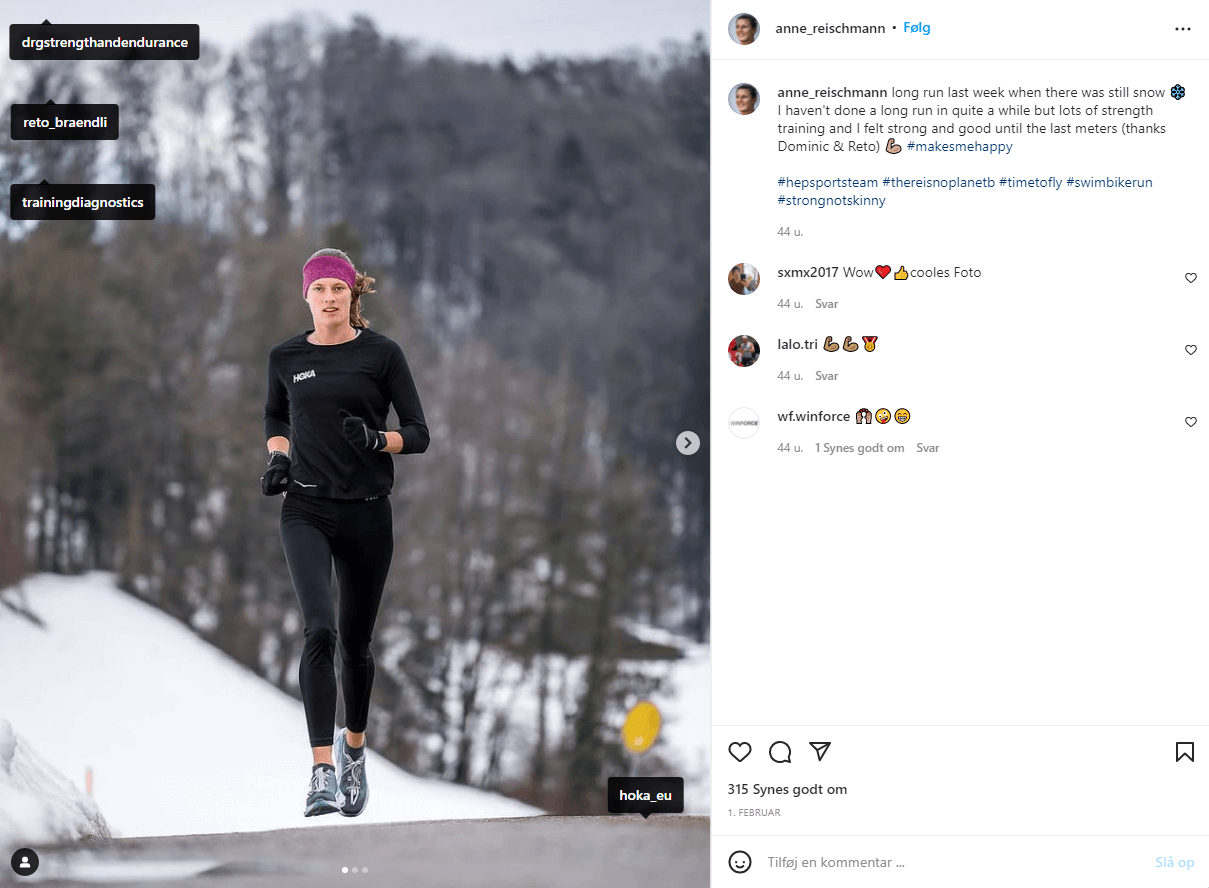 drgstrengthandendurance
reto_braendli
trainingdiagnostics
HOKA
hoka_eu
anne_reischmann • Følg
anne_reischmann long run last week when there was still snow ❄️
I haven't done a long run in quite a while but lots of strength
training and I felt strong and good until the last meters (thanks
Dominic & Reto) 💪🏼 #makesmehappy
#hepsportsteam #thereisnoplanetb #timetofly #swimbikerun
#strongnotskinny
44 u.
sxmx2017 Wow❤️👍cooles Foto
44 u. Svar
lalo.tri 💪🏽💪🏽🏅
44 u. Svar
WINFORCE
wf.winforce 🙌🏼🤪😁
44 u. 1 Synes godt om Svar
315 Synes godt om
1. FEBRUAR
Tilføj en kommentar ...
Slå op